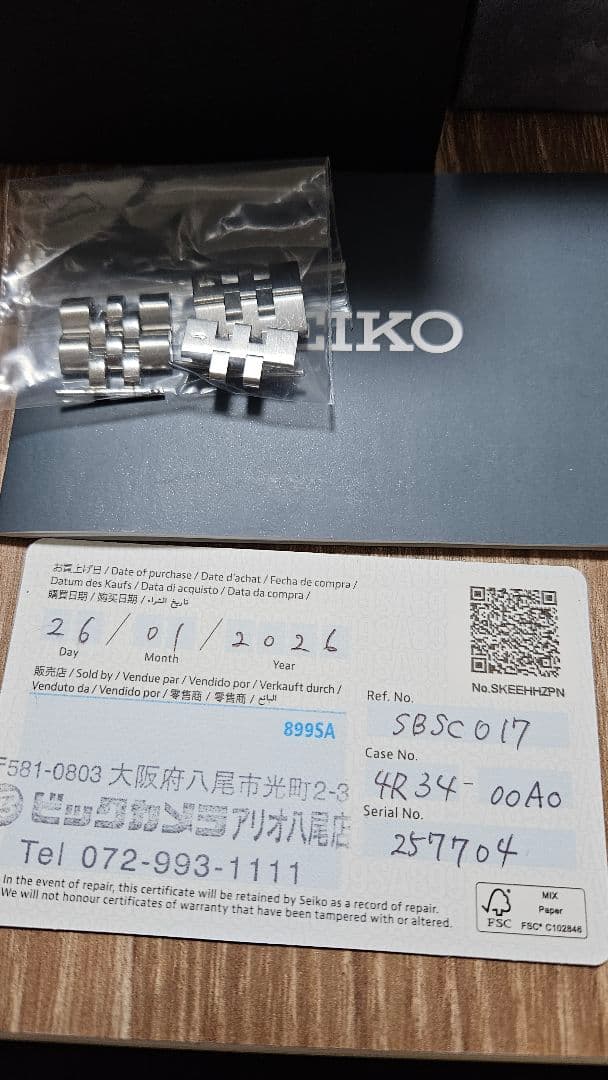 SEIKO
お買上げ日 / Date of purchase / Date d'achat / Fecha de compra /
Datum des Kaufs / Data di acquisto / Data da compra /
購買日期 / 购买日期 / تاريخ الشراء
26 / 01 / 2026
Day Month Year
No.SKEEHHZPN
販売店 / Sold by / Vendue par / Vendido por / Verkauft durch /
Venduto da / Vendido por / 零售商 / 零售商 / البائع
899SA
〒581-0803 大阪府八尾市光町2-3
ビックカメラ アリオ八尾店
Tel 072-993-1111
Ref. No.
SBSC017
Case No.
4R34-00A0
Serial No.
257704
In the event of repair, this certificate will be retained by Seiko as a record of repair.
We will not honour certificates of warranty that have been tampered with or altered.
FSC
MIX
Paper
FSC® C102846